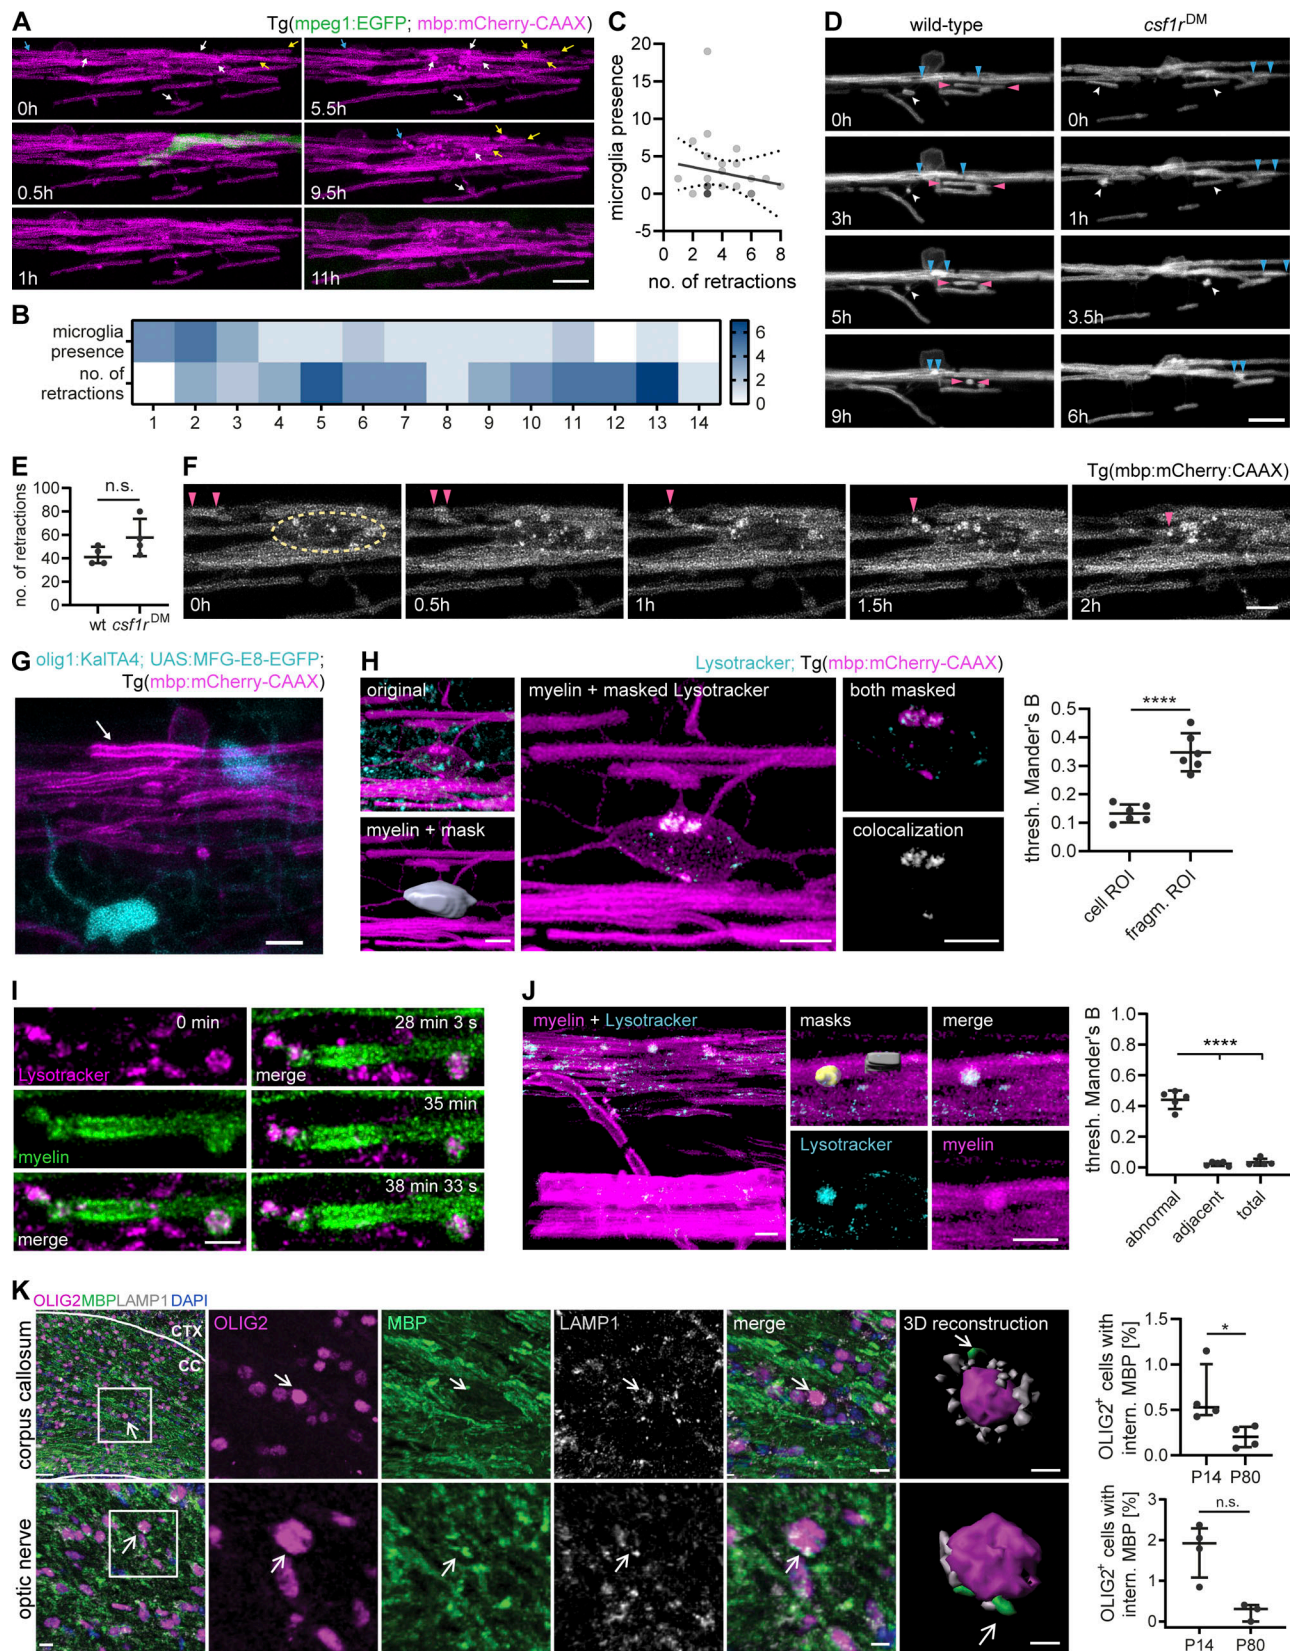 A
Tg(mpeg1:EGFP; mbp:mCherry-CAAX)
0h
5.5h
0.5h
9.5h
1h
11h
B
microglia
presence
no. of
retractions
1 2 3 4 5 6 7 8 9 10 11 12 13 14
6
4
2
0
C
microglia presence
20
15
10
5
0
-5
0 2 4 6 8
no. of retractions
D
wild-type
csf1rDM
0h
0h
3h
1h
5h
3.5h
9h
6h
E
n.s.
no. of retractions
100
80
60
40
20
0
wt csf1rDM
F
Tg(mbp:mCherry:CAAX)
0h
0.5h
1h
1.5h
2h
G
olig1:KalTA4; UAS:MFG-E8-EGFP;
Tg(mbp:mCherry-CAAX)
H
Lysotracker; Tg(mbp:mCherry-CAAX)
original
myelin + mask
myelin + masked Lysotracker
both masked
colocalization
thresh. Mander's B
0.5
0.4
0.3
0.2
0.1
0.0
****
cell ROI
fragm. ROI
I
0 min
Lysotracker
myelin
merge
28 min 3 s
merge
35 min
38 min 33 s
J
myelin + Lysotracker
masks
merge
Lysotracker
myelin
thresh. Mander's B
1.0
0.8
0.6
0.4
0.2
0.0
****
abnormal
adjacent
total
K
OLIG2 MBP LAMP1 DAPI
corpus callosum
CTX
CC
OLIG2
MBP
LAMP1
merge
3D reconstruction
optic nerve
OLIG2+ cells with
intern. MBP [%]
1.5
1.0
0.5
0.0
*
P14 P80
OLIG2+ cells with
intern. MBP [%]
3
2
1
0
n.s.
P14 P80